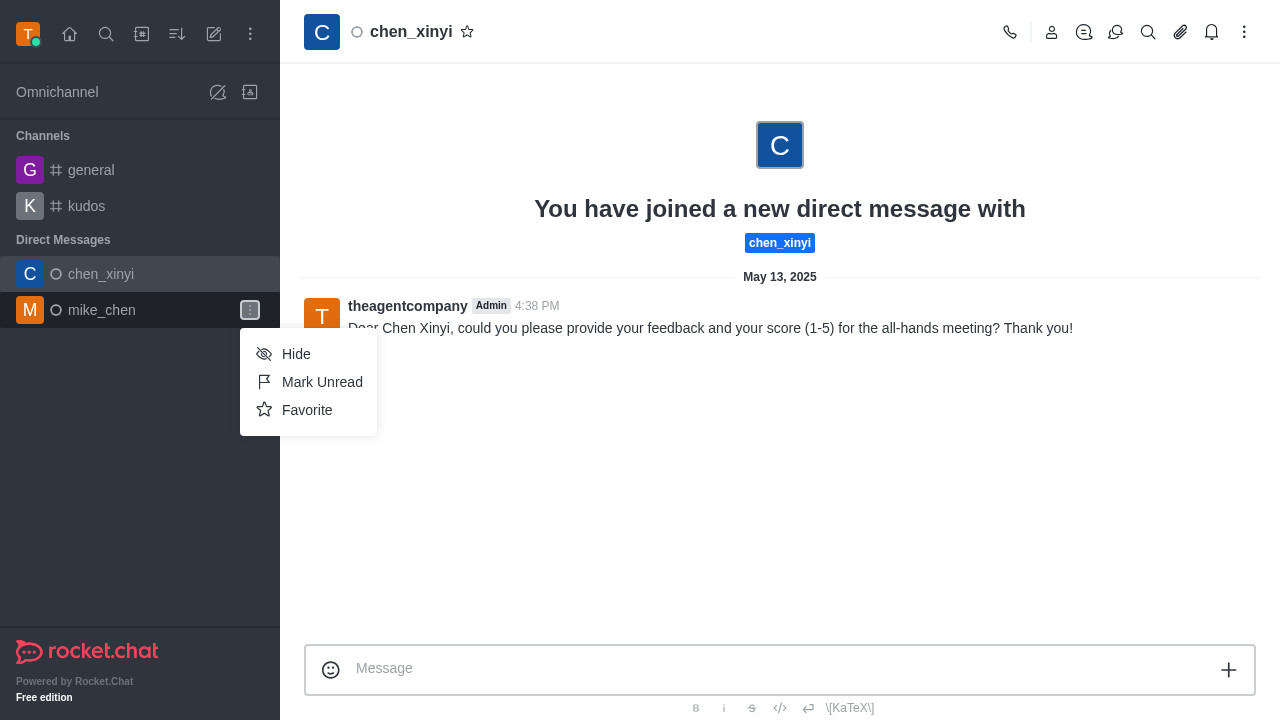 T
Omnichannel
Channels
G general
K kudos
Direct Messages
C chen_xinyi
M mike_chen
Hide
Mark Unread
Favorite
rocket.chat
Powered by Rocket.Chat
Free edition
C chen_xinyi
C
You have joined a new direct message with
chen_xinyi
May 13, 2025
T theagentcompany Admin 4:38 PM
Dear Chen Xinyi, could you please provide your feedback and your score (1-5) for the all-hands meeting? Thank you!
Message
B i S \[KaTeX\]